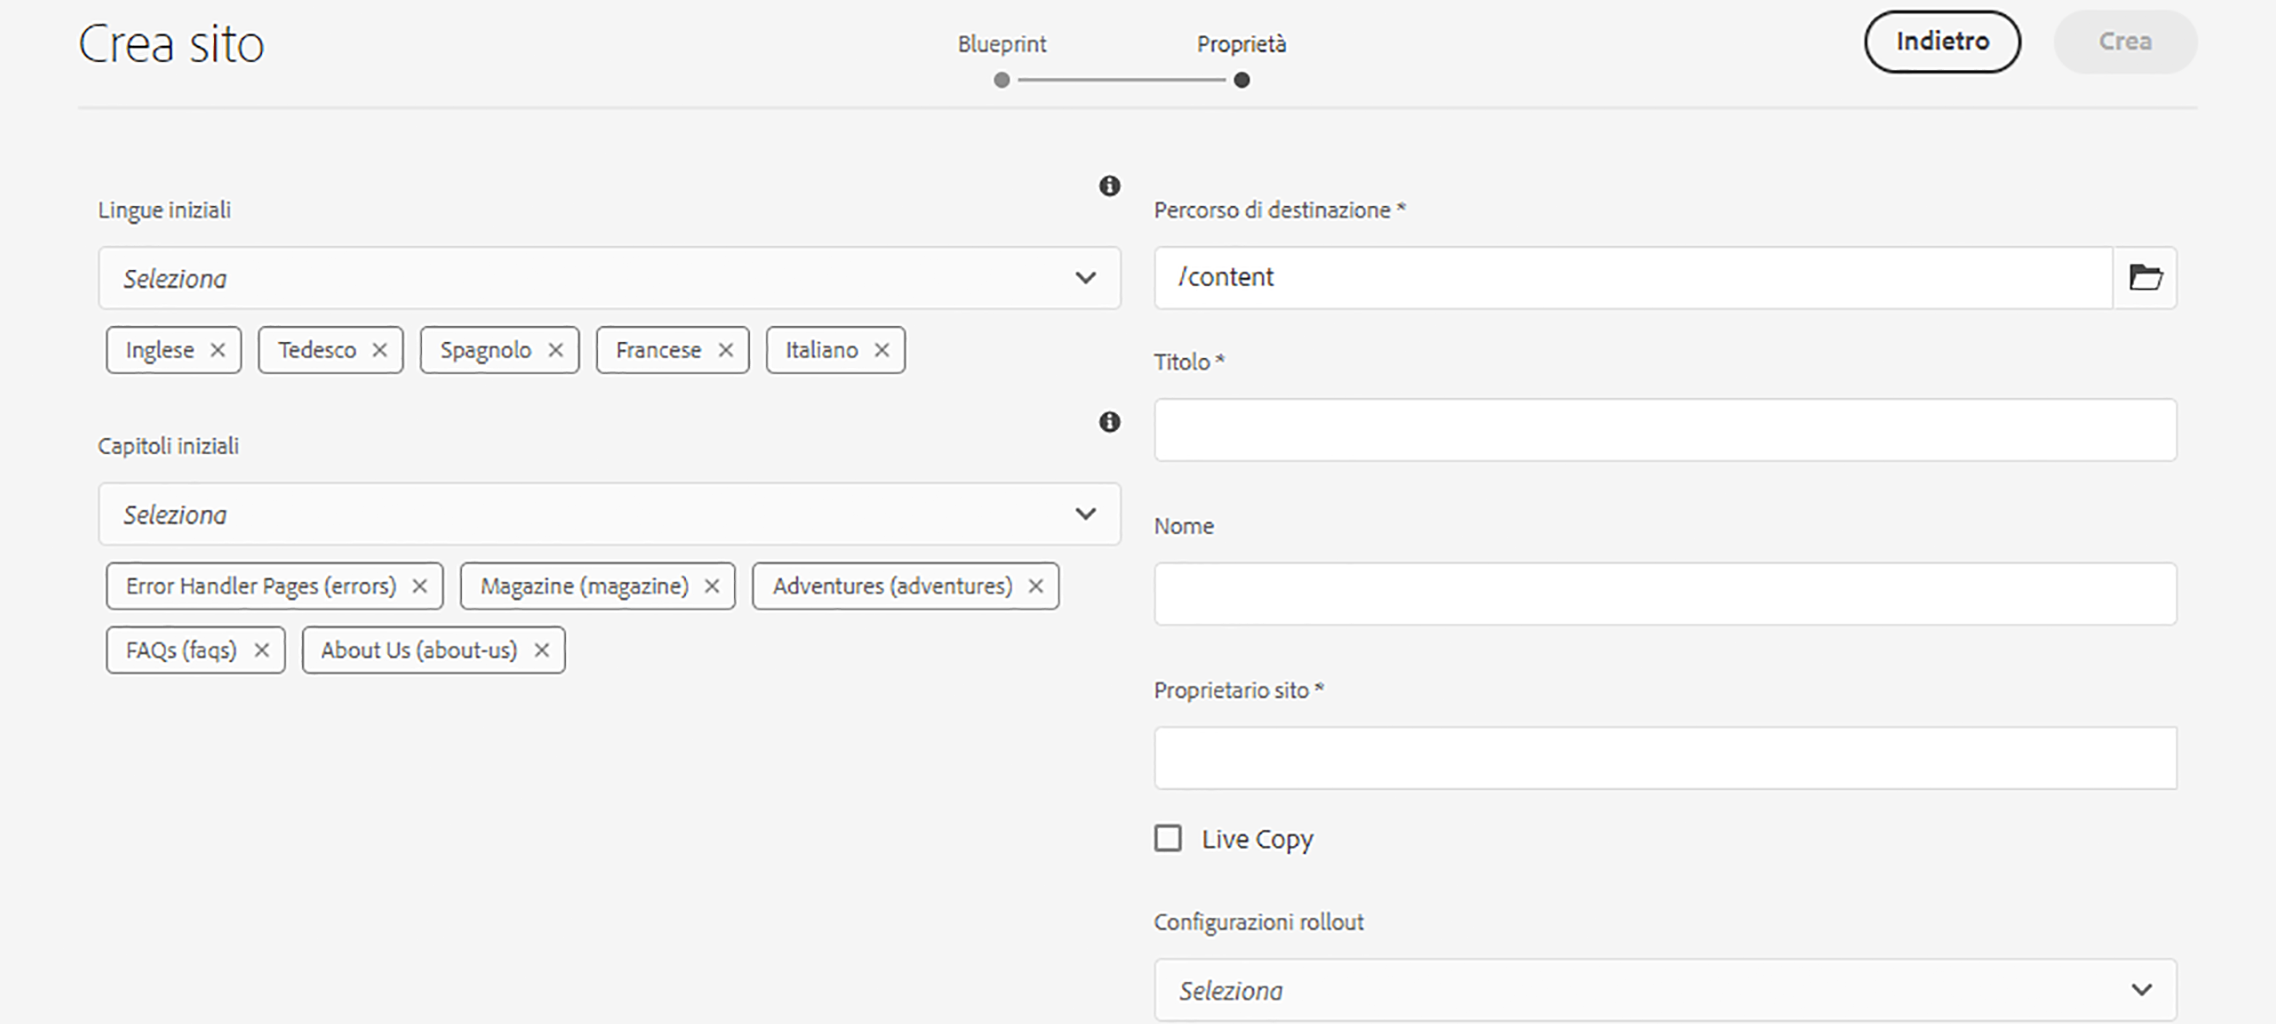 Crea sito
Blueprint
Proprietà
Indietro
Crea
Lingue iniziali
Seleziona
Inglese
Tedesco
Spagnolo
Francese
Italiano
Capitoli iniziali
Seleziona
Error Handler Pages (errors)
Magazine (magazine)
Adventures (adventures)
FAQs (faqs)
About Us (about-us)
Percorso di destinazione *
/content
Titolo *
Nome
Proprietario sito *
Live Copy
Configurazioni rollout
Seleziona